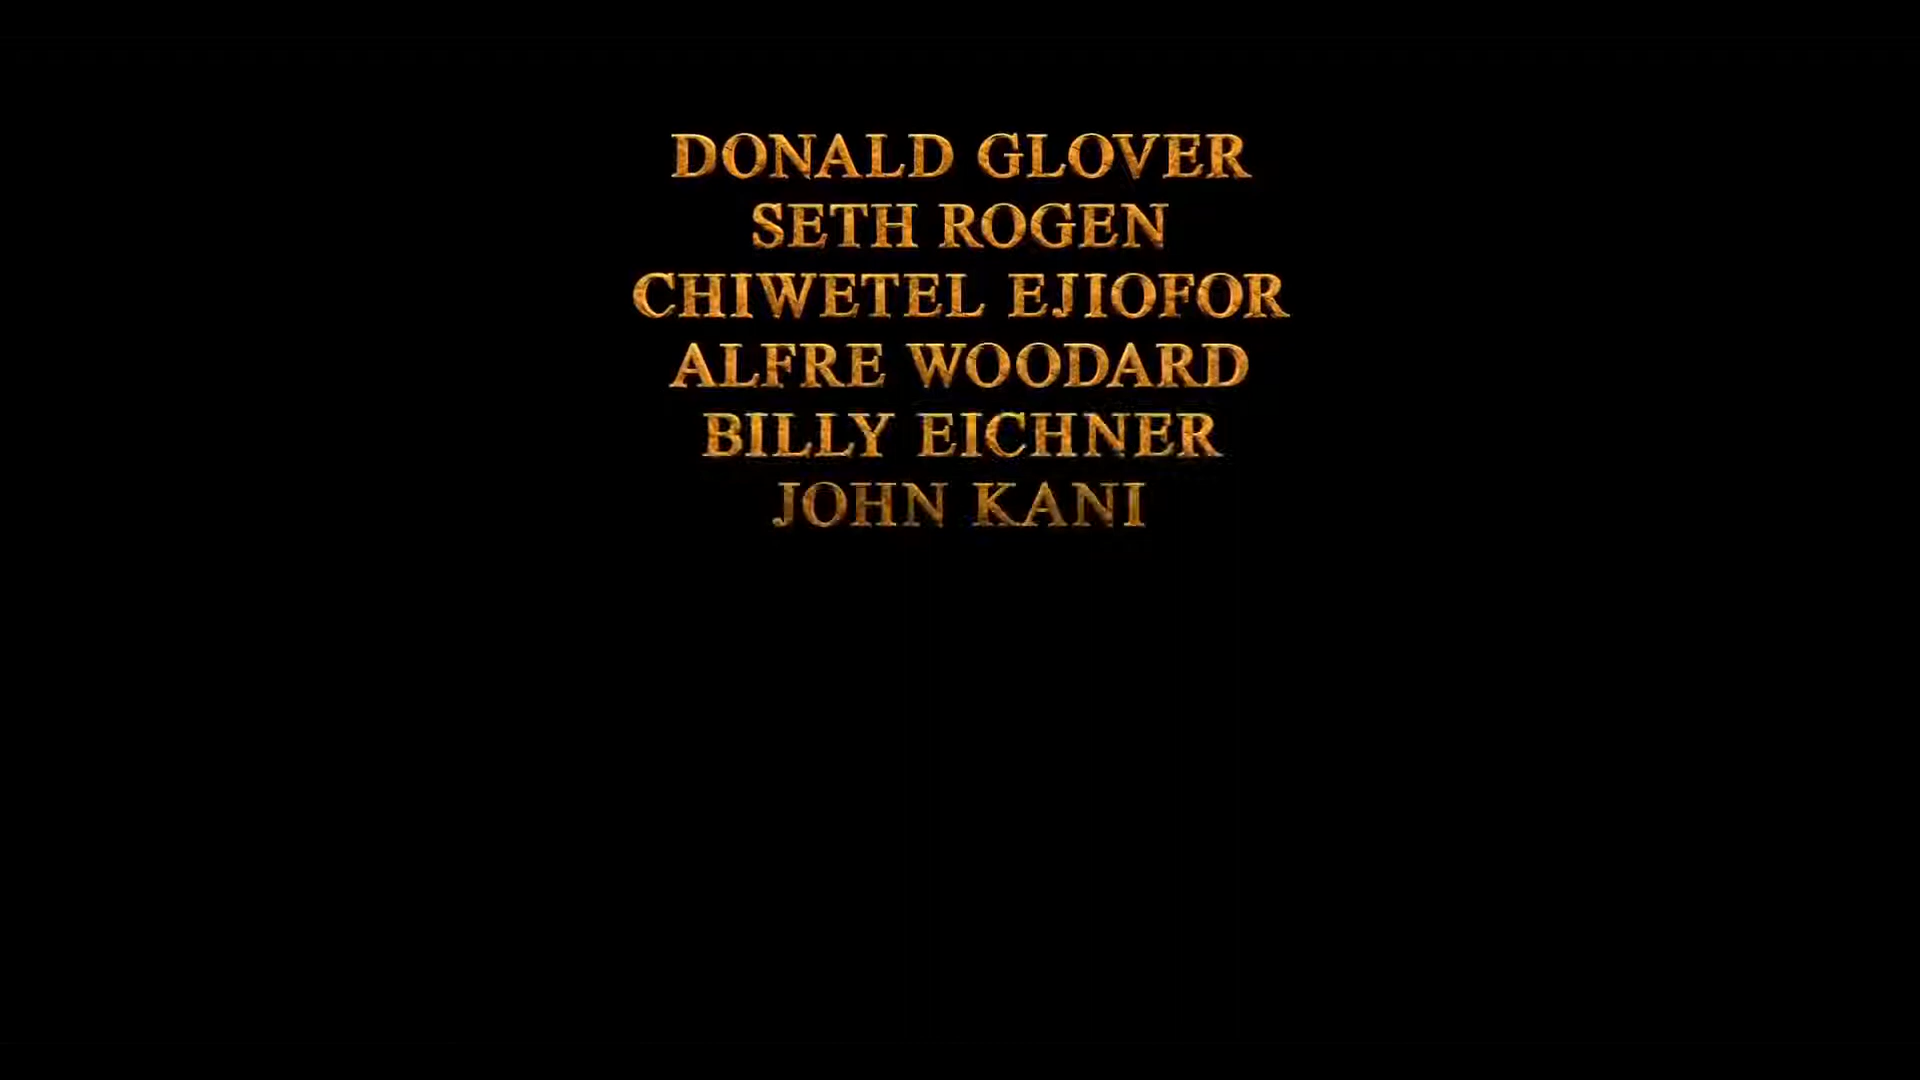 DONALD GLOVER
SETH ROGEN
CHIWETEL EJIOFOR
ALFRE WOODARD
BILLY EICHNER
JOHN KANI